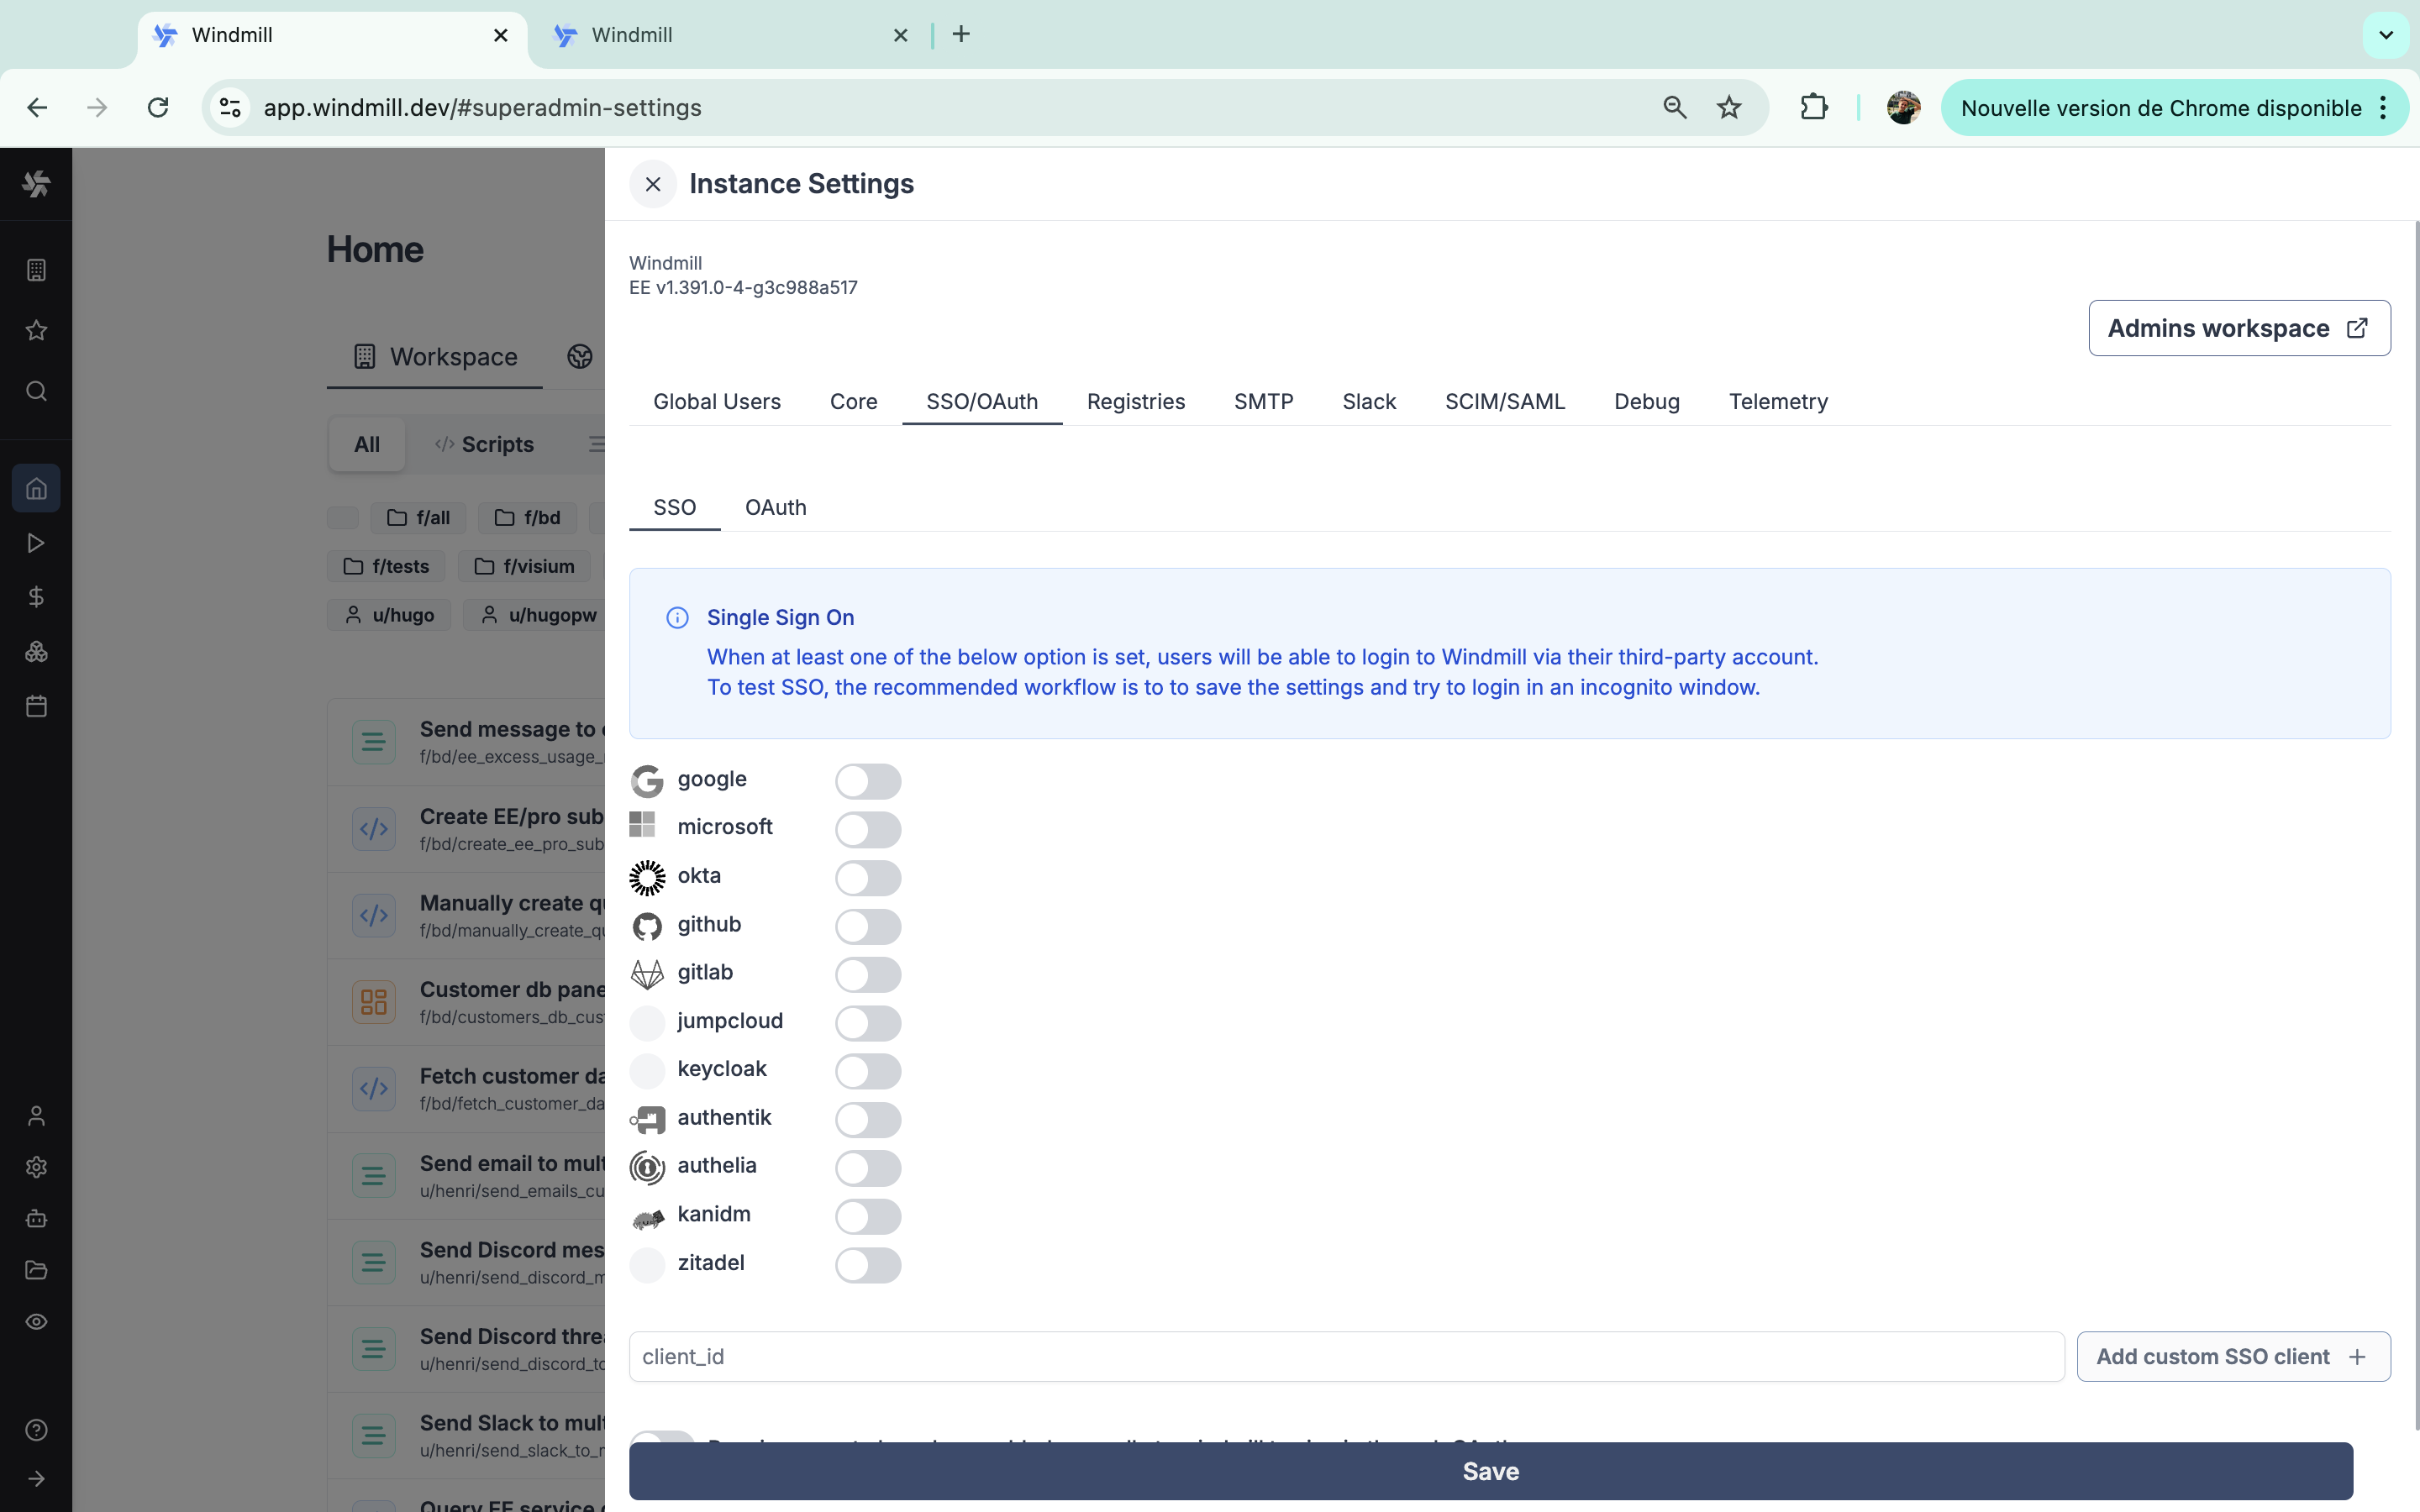 Windmill
Windmill
app.windmill.dev/#superadmin-settings
Nouvelle version de Chrome disponible
Home
Workspace
All
Scripts
f/all
f/bd
f/tests
f/visium
u/hugo
u/hugopw
Send message to
f/bd/ee_excess_usage_
Create EE/pro sub
f/bd/create_ee_pro_sub
Manually create
f/bd/manually_create_
Customer db pane
f/bd/customers_db_cus
Fetch customer da
f/bd/fetch_customer_da
Send email to mult
u/henri/send_emails_cu
Send Discord mes
u/henri/send_discord_m
Send Discord thre
u/henri/send_discord_to
Send Slack to mult
u/henri/send_slack_to_
Query EE service
Instance Settings
Windmill
EE v1.391.0-4-g3c988a517
Admins workspace
Global Users
Core
SSO/OAuth
Registries
SMTP
Slack
SCIM/SAML
Debug
Telemetry
SSO
OAuth
Single Sign On
When at least one of the below option is set, users will be able to login to Windmill via their third-party account.
To test SSO, the recommended workflow is to to save the settings and try to login in an incognito window.
google
microsoft
okta
github
gitlab
jumpcloud
keycloak
authentik
authelia
kanidm
zitadel
client_id
Add custom SSO client +
Save